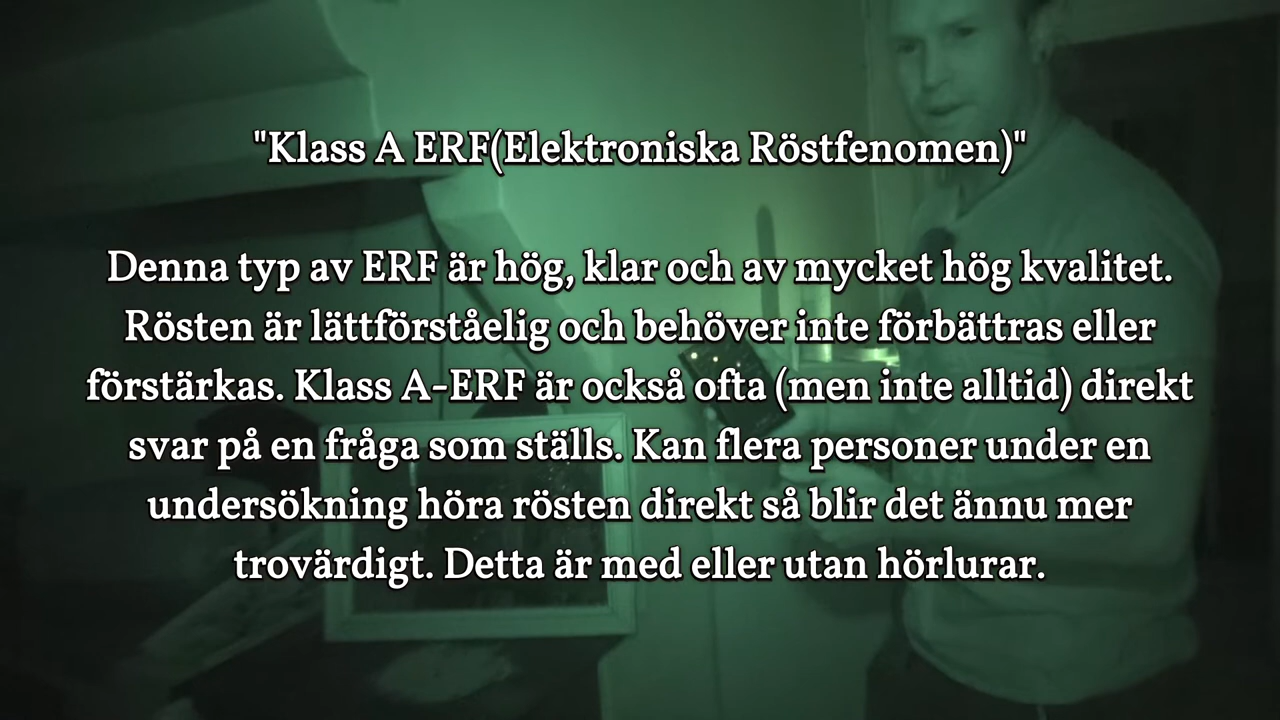 "Klass A ERF(Elektroniska Röstfenomen)"
Denna typ av ERF är hög, klar och av mycket hög kvalitet.
Rösten är lättförståelig och behöver inte förbättras eller
förstärkas. Klass A-ERF är också ofta (men inte alltid) direkt
svar på en fråga som ställs. Kan flera personer under en
undersökning höra rösten direkt så blir det ännu mer
trovärdigt. Detta är med eller utan hörlurar.